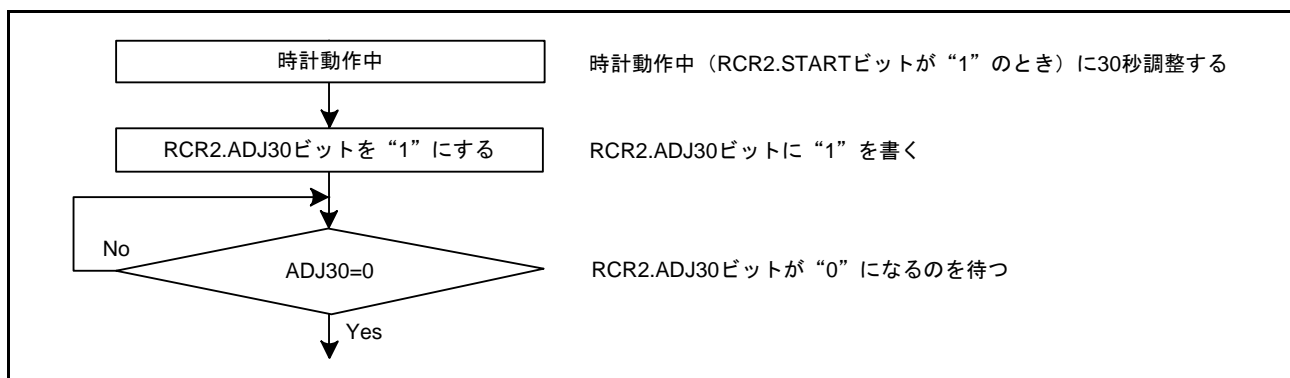 時計動作中
時計動作中（RCR2.STARTビットが“1”のとき）に30秒調整する
RCR2.ADJ30ビットを“1”にする
RCR2.ADJ30ビットに“1”を書く
No
ADJ30=0
RCR2.ADJ30ビットが“0”になるのを待つ
Yes